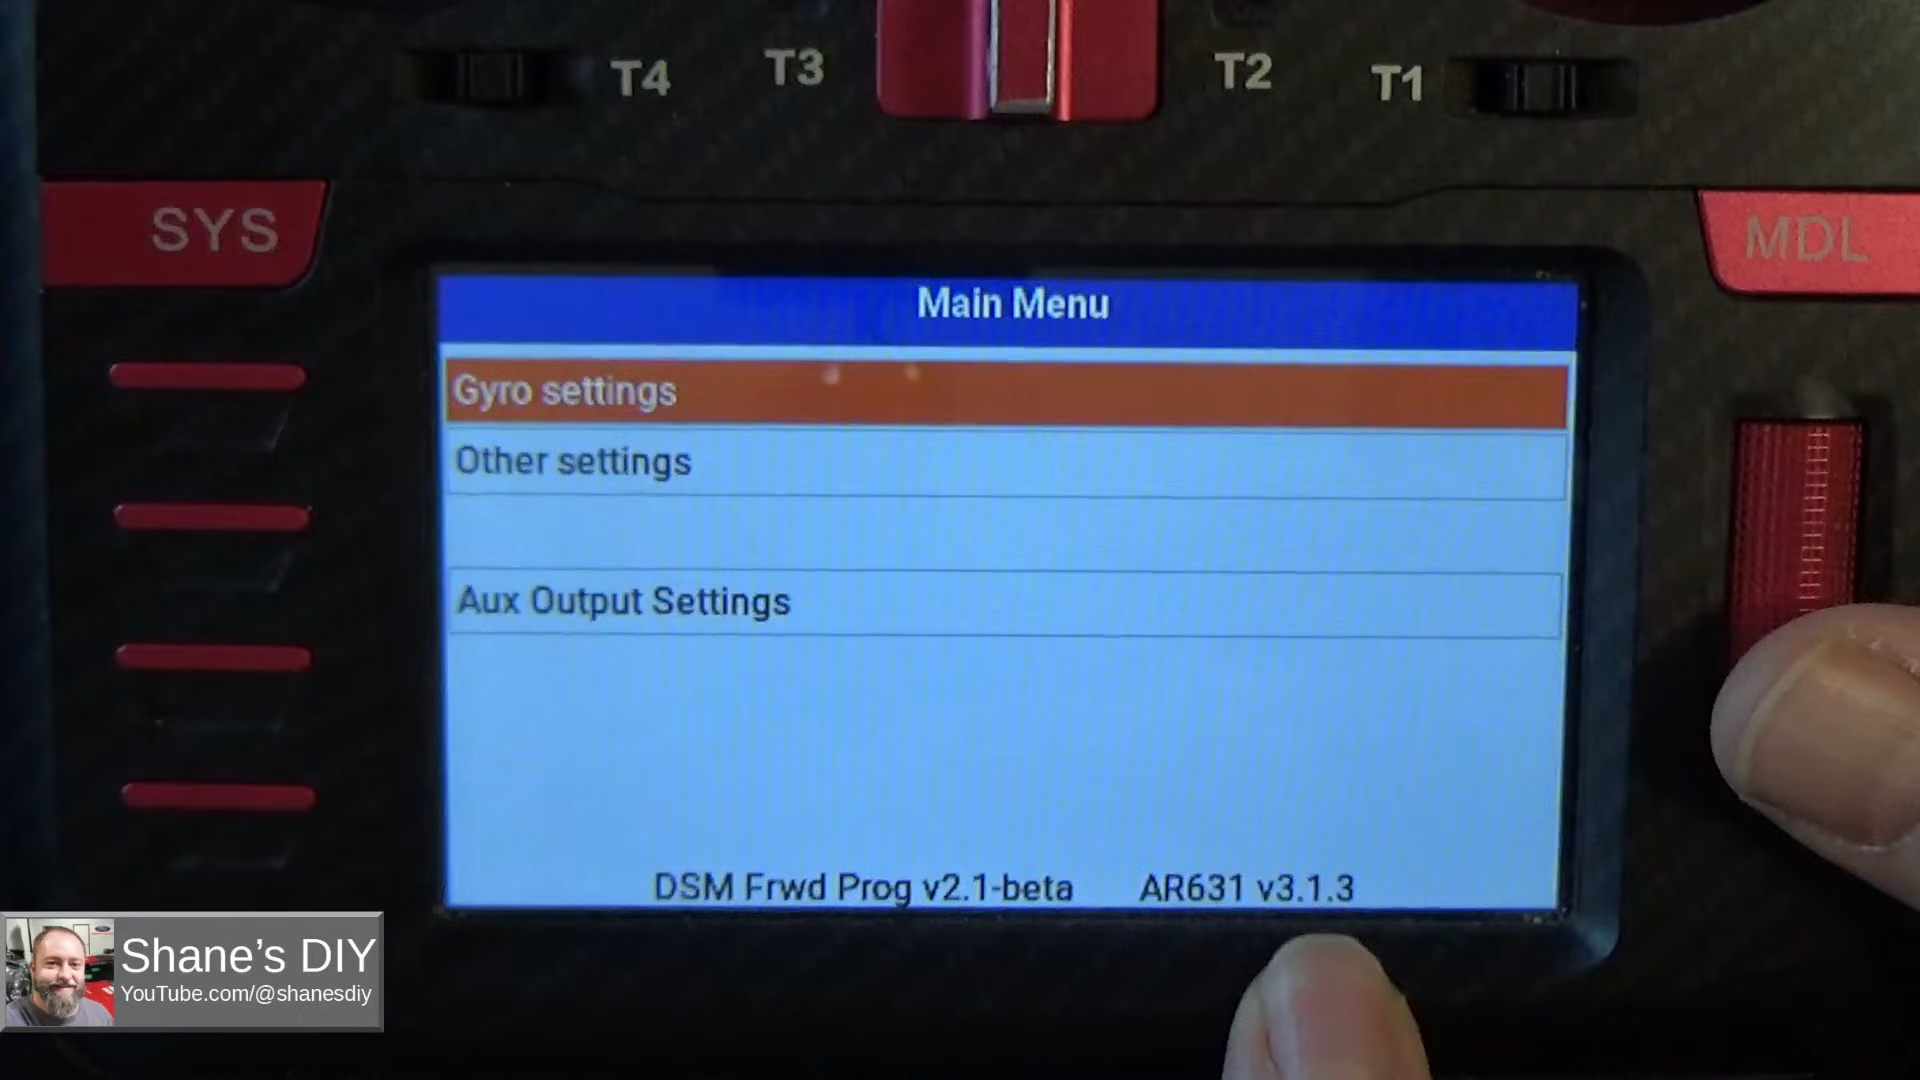 T4 T3 T2 T1
SYS
MDL
Main Menu
Gyro settings
Other settings
Aux Output Settings
DSM Frwd Prog v2.1-beta AR631 v3.1.3
Shane's DIY
YouTube.com/@shanesdiy